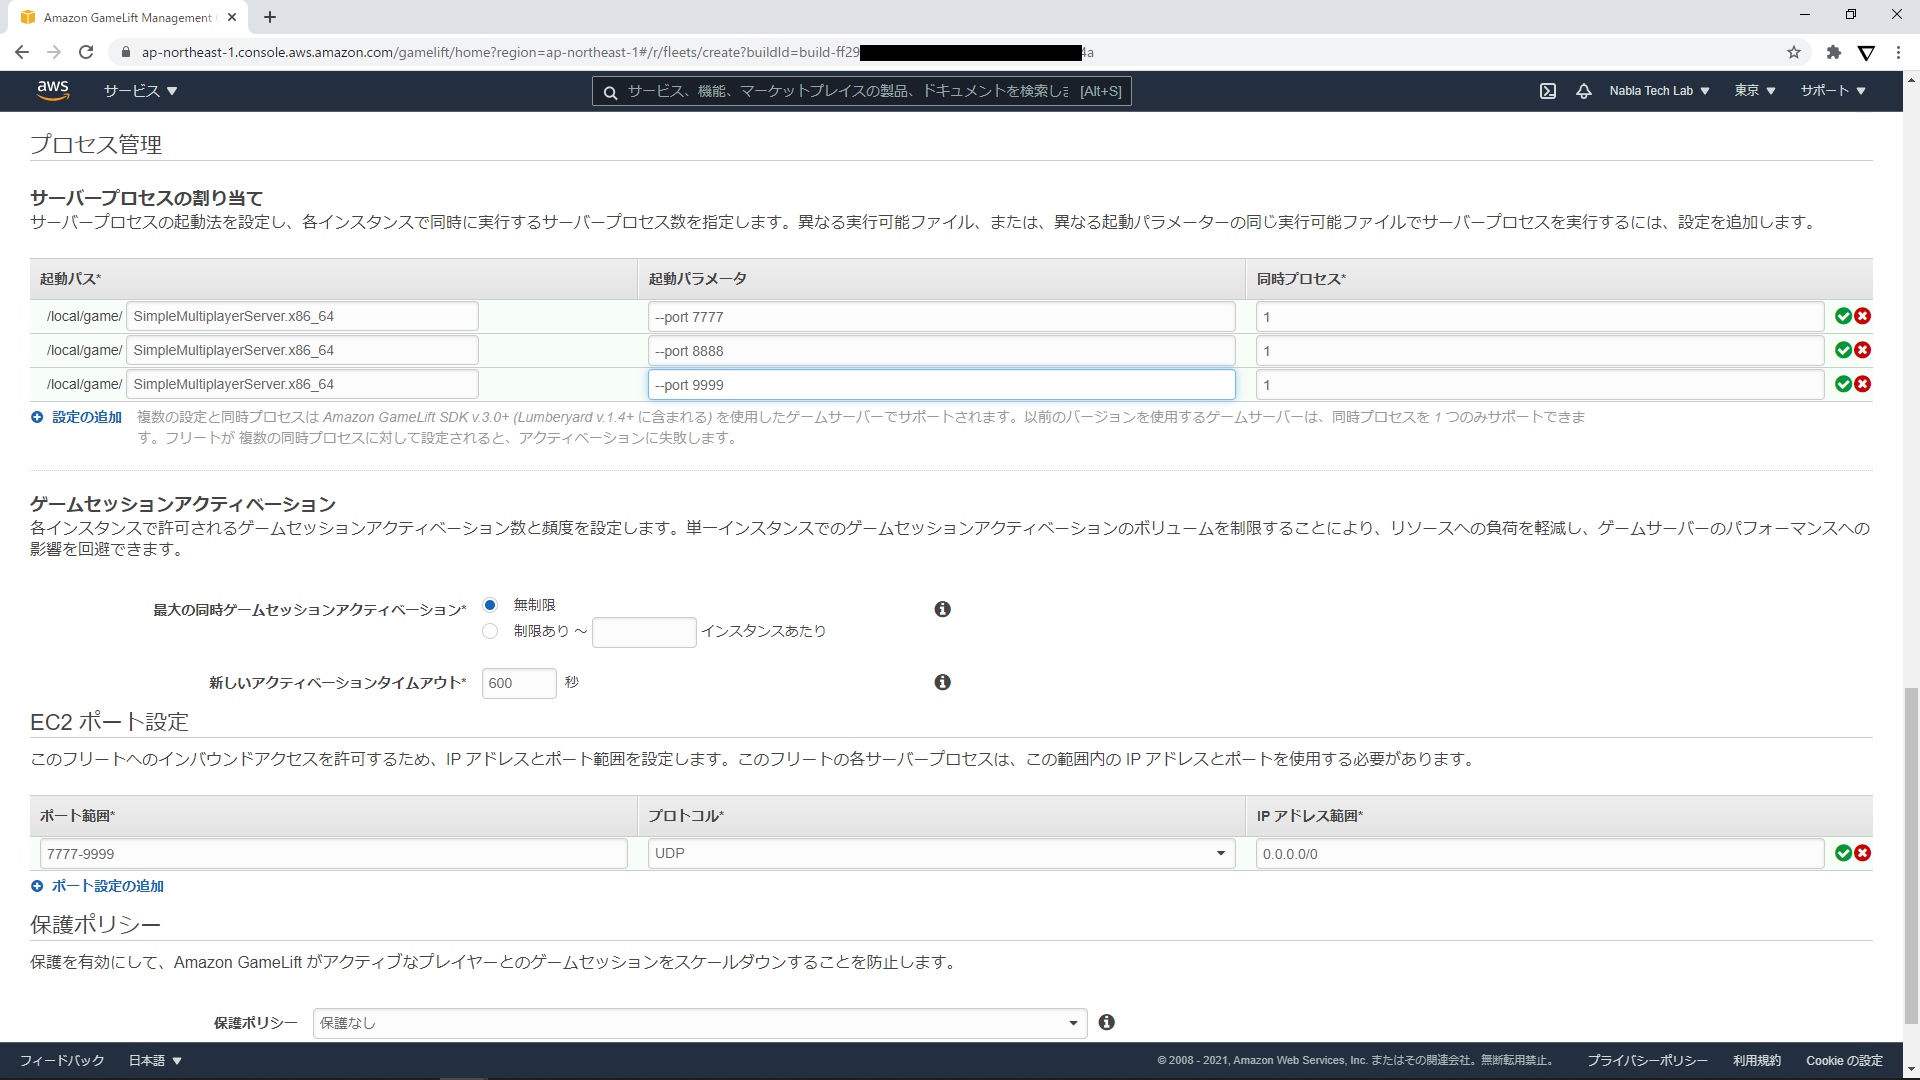 Amazon GameLift Management
ap-northeast-1.console.aws.amazon.com/gamelift/home?region=ap-northeast-1#/r/fleets/create?buildId=build-ff29 4a
aws サービス サービス、機能、マーケットプレイスの製品、ドキュメントを検索しま [Alt+S] Nabla Tech Lab 東京 サポート
プロセス管理
サーバープロセスの割り当て
サーバープロセスの起動法を設定し、各インスタンスで同時に実行するサーバープロセス数を指定します。異なる実行可能ファイル、または、異なる起動パラメーターの同じ実行可能ファイルでサーバープロセスを実行するには、設定を追加します。
起動パス* 起動パラメータ 同時プロセス*
/local/game/ SimpleMultiplayerServer.x86_64 --port 7777 1
/local/game/ SimpleMultiplayerServer.x86_64 --port 8888 1
/local/game/ SimpleMultiplayerServer.x86_64 --port 9999 1
設定の追加 複数の設定と同時プロセスは Amazon GameLift SDK v.3.0+ (Lumberyard v.1.4+ に含まれる) を使用したゲームサーバーでサポートされます。以前のバージョンを使用するゲームサーバーは、同時プロセスを 1 つのみサポートできま
す。フリートが 複数の同時プロセスに対して設定されると、アクティベーションに失敗します。
ゲームセッションアクティベーション
各インスタンスで許可されるゲームセッションアクティベーション数と頻度を設定します。単一インスタンスでのゲームセッションアクティベーションのボリュームを制限することにより、リソースへの負荷を軽減し、ゲームサーバーのパフォーマンスへの
影響を回避できます。
最大の同時ゲームセッションアクティベーション* 無制限
制限あり ～ インスタンスあたり
新しいアクティベーションタイムアウト* 600 秒
EC2 ポート設定
このフリートへのインバウンドアクセスを許可するため、IP アドレスとポート範囲を設定します。このフリートの各サーバープロセスは、この範囲内の IP アドレスとポートを使用する必要があります。
ポート範囲* プロトコル* IP アドレス範囲*
7777-9999 UDP 0.0.0.0/0
ポート設定の追加
保護ポリシー
保護を有効にして、Amazon GameLift がアクティブなプレイヤーとのゲームセッションをスケールダウンすることを防止します。
保護ポリシー 保護なし
フィードバック 日本語 © 2008 - 2021, Amazon Web Services, Inc. またはその関連会社。無断転用禁止。 プライバシーポリシー 利用規約 Cookie の設定